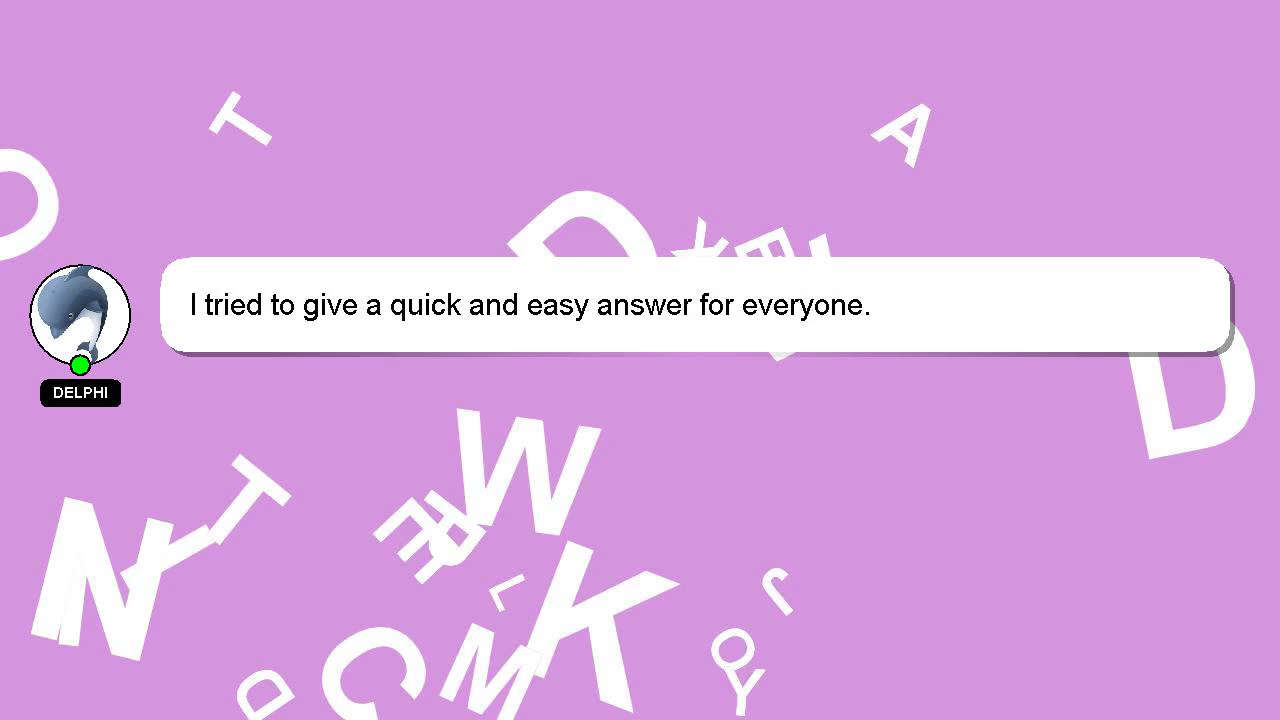 T
A
O
D
K
E
I tried to give a quick and easy answer for everyone.
DELPHI
D
W
T
N
E
R
L
K
J
C
M
O
Y
D